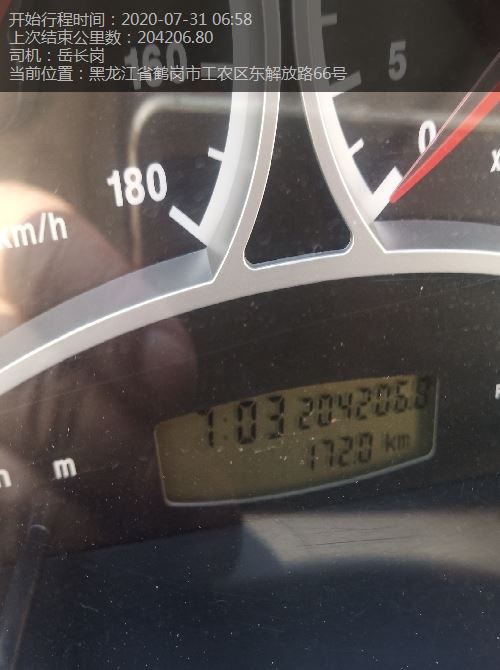 开始行程时间：2020-07-31 06:58
上次结束公里数：204206.80
司机：岳长岗
当前位置：黑龙江省鹤岗市工农区东解放路66号
160
5
0
x
180
km/h
7:03 204206.8
172.0 km
m